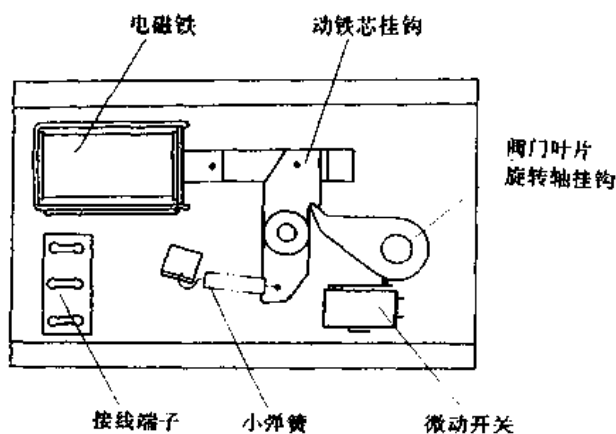 电磁铁
动铁芯挂钩
阀门叶片
旋转轴挂钩
接线端子
小弹簧
微动开关